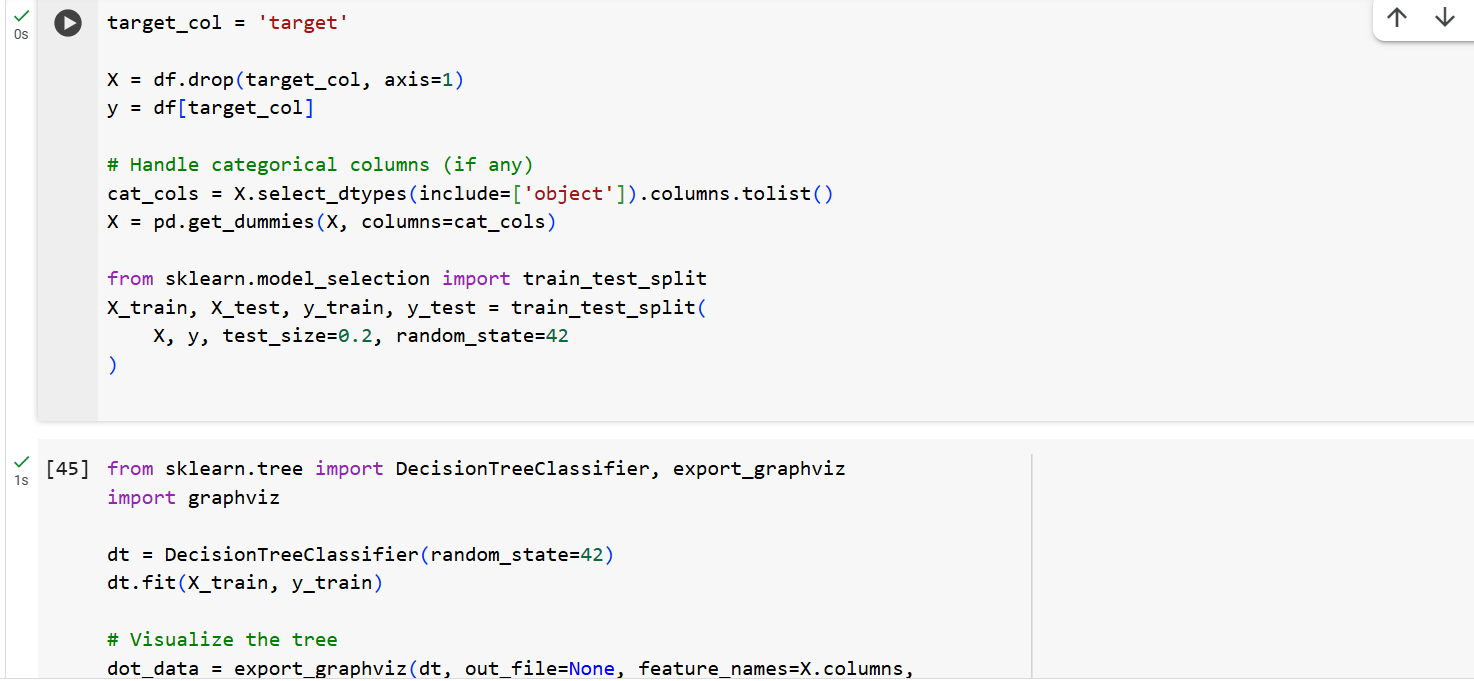 0s
target_col = 'target'
X = df.drop(target_col, axis=1)
y = df[target_col]
# Handle categorical columns (if any)
cat_cols = X.select_dtypes(include=['object']).columns.tolist()
X = pd.get_dummies(X, columns=cat_cols)
from sklearn.model_selection import train_test_split
X_train, X_test, y_train, y_test = train_test_split(
    X, y, test_size=0.2, random_state=42
)
1s
[45] from sklearn.tree import DecisionTreeClassifier, export_graphviz
import graphviz
dt = DecisionTreeClassifier(random_state=42)
dt.fit(X_train, y_train)
# Visualize the tree
dot_data = export_graphviz(dt, out_file=None, feature_names=X.columns,